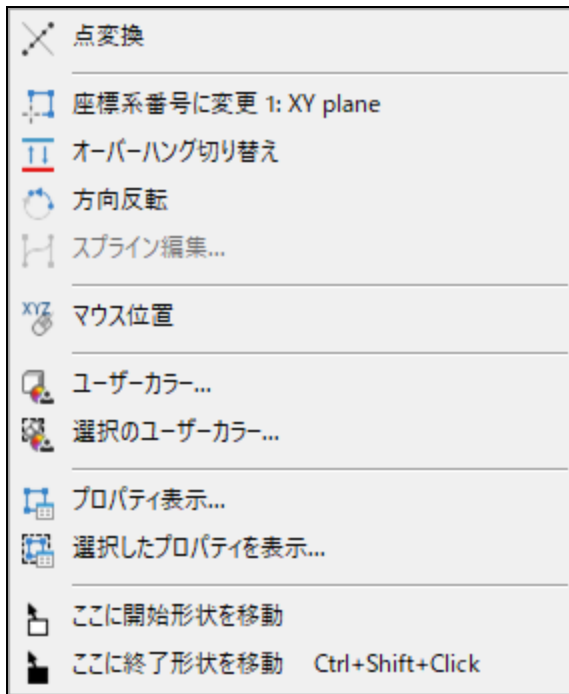 点変換
座標系番号に変更 1: XY plane
オーバーハング切り替え
方向反転
スプライン編集...
XYZ
マウス位置
ユーザーカラー...
選択のユーザーカラー...
プロパティ表示...
選択したプロパティを表示...
ここに開始形状を移動
ここに終了形状を移動 Ctrl+Shift+Click